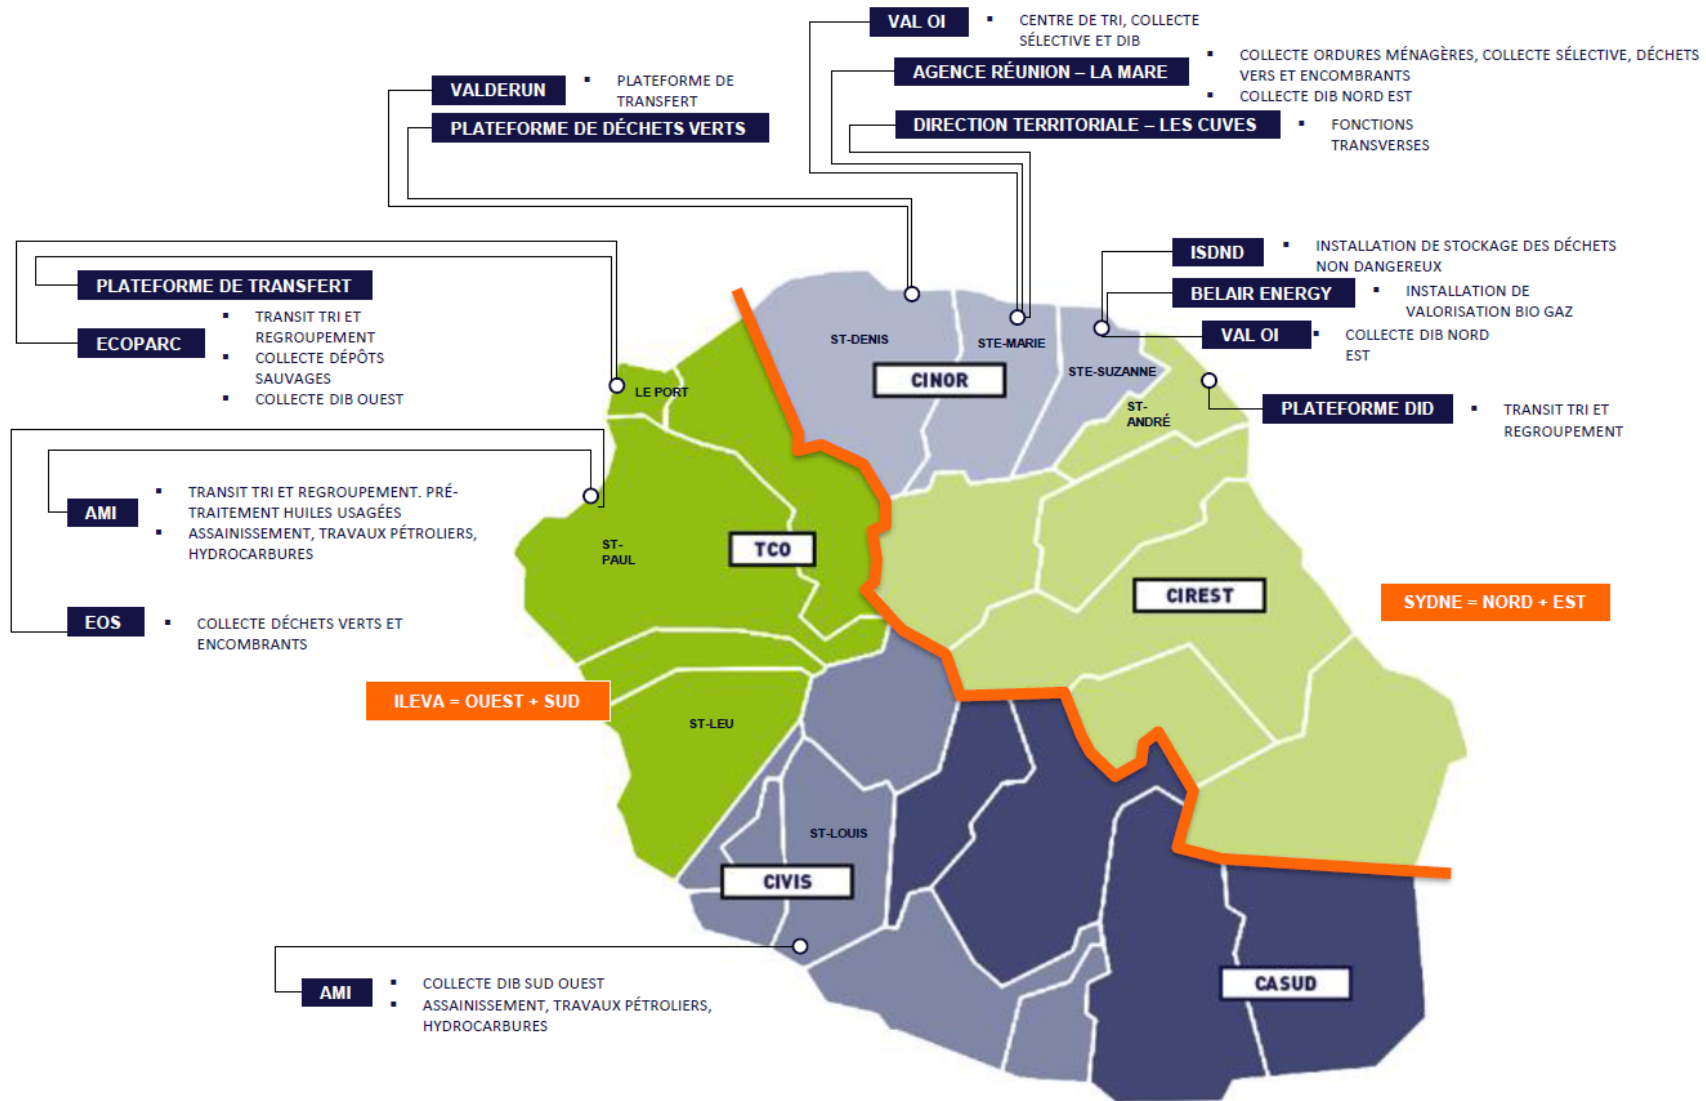 VAL OI
CENTRE DE TRI, COLLECTE
SÉLECTIVE ET DIB
AGENCE RÉUNION – LA MARE
COLLECTE ORDURES MÉNAGÈRES, COLLECTE SÉLECTIVE, DÉCHETS
VERS ET ENCOMBRANTS
COLLECTE DIB NORD EST
DIRECTION TERRITORIALE – LES CUVES
FONCTIONS
TRANSVERSES
VALDERUN
PLATEFORME DE
TRANSFERT
PLATEFORME DE DÉCHETS VERTS
ISDND
INSTALLATION DE STOCKAGE DES DÉCHETS
NON DANGEREUX
BELAIR ENERGY
INSTALLATION DE
VALORISATION BIO GAZ
VAL OI
COLLECTE DIB NORD
EST
PLATEFORME DID
TRANSIT TRI ET
REGROUPEMENT
PLATEFORME DE TRANSFERT
ECOPARC
TRANSIT TRI ET
REGROUPEMENT
COLLECTE DÉPÔTS
SAUVAGES
COLLECTE DIB OUEST
AMI
TRANSIT TRI ET REGROUPEMENT. PRÉ-
TRAITEMENT HUILES USAGÉES
ASSAINISSEMENT, TRAVAUX PÉTROLIERS,
HYDROCARBURES
EOS
COLLECTE DÉCHETS VERTS ET
ENCOMBRANTS
ST-DENIS
STE-MARIE
STE-SUZANNE
CINOR
LE PORT
ST-
ANDRÉ
ST-
PAUL
TCO
CIREST
SYDNE = NORD + EST
ILEVA = OUEST + SUD
ST-LEU
ST-LOUIS
CIVIS
CASUD
AMI
COLLECTE DIB SUD OUEST
ASSAINISSEMENT, TRAVAUX PÉTROLIERS,
HYDROCARBURES